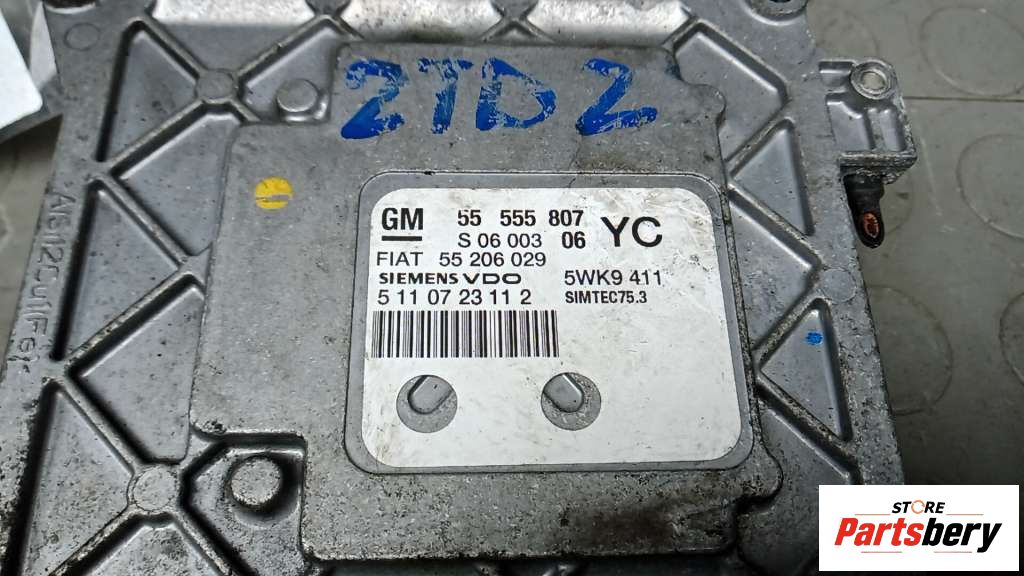 2TD2
GM 55 555 807 YC
S 06 003 06
FIAT 55 206 029
SIEMENS VDO 5WK9 411
5 11 07 23 11 2 SIMTEC75.3
STORE
Partsbery